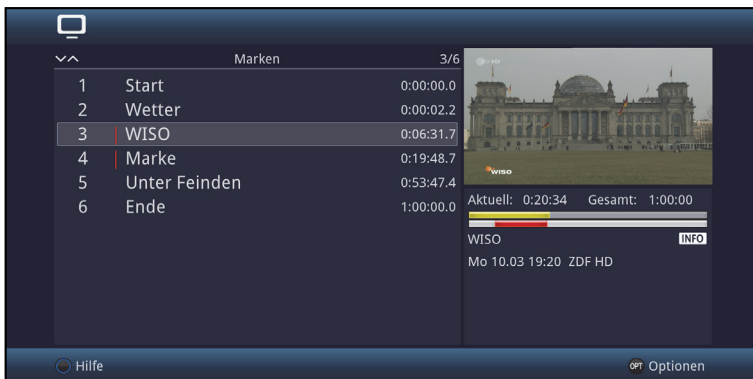 Marken 3/6
1 Start 0:00:00.0
2 Wetter 0:00:02.2
3 WISO 0:06:31.7
4 Marke 0:19:48.7
5 Unter Feinden 0:53:47.4
6 Ende 1:00:00.0
WISO
Aktuell: 0:20:34 Gesamt: 1:00:00
WISO INFO
Mo 10.03 19:20 ZDF HD
Hilfe
OPT Optionen